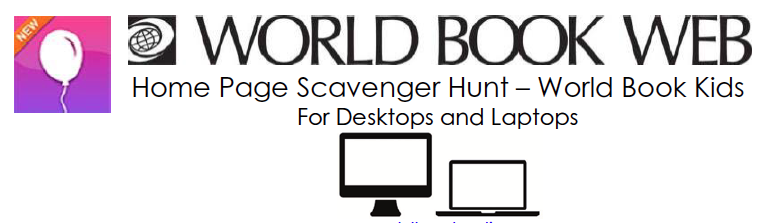 NEW
WORLD BOOK WEB
Home Page Scavenger Hunt – World Book Kids
For Desktops and Laptops